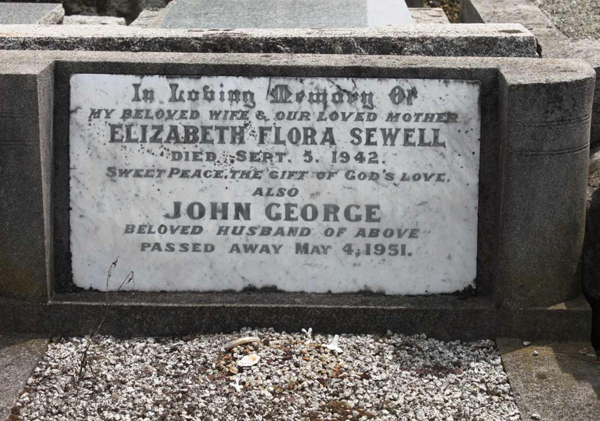 In Loving Memory Of
MY BELOVED WIFE & OUR LOVED MOTHER
ELIZABETH FLORA SEWELL
DIED SEPT. 5. 1942.
SWEET PEACE, THE GIFT OF GOD'S LOVE.
ALSO
JOHN GEORGE
BELOVED HUSBAND OF ABOVE
PASSED AWAY MAY 4, 1951.